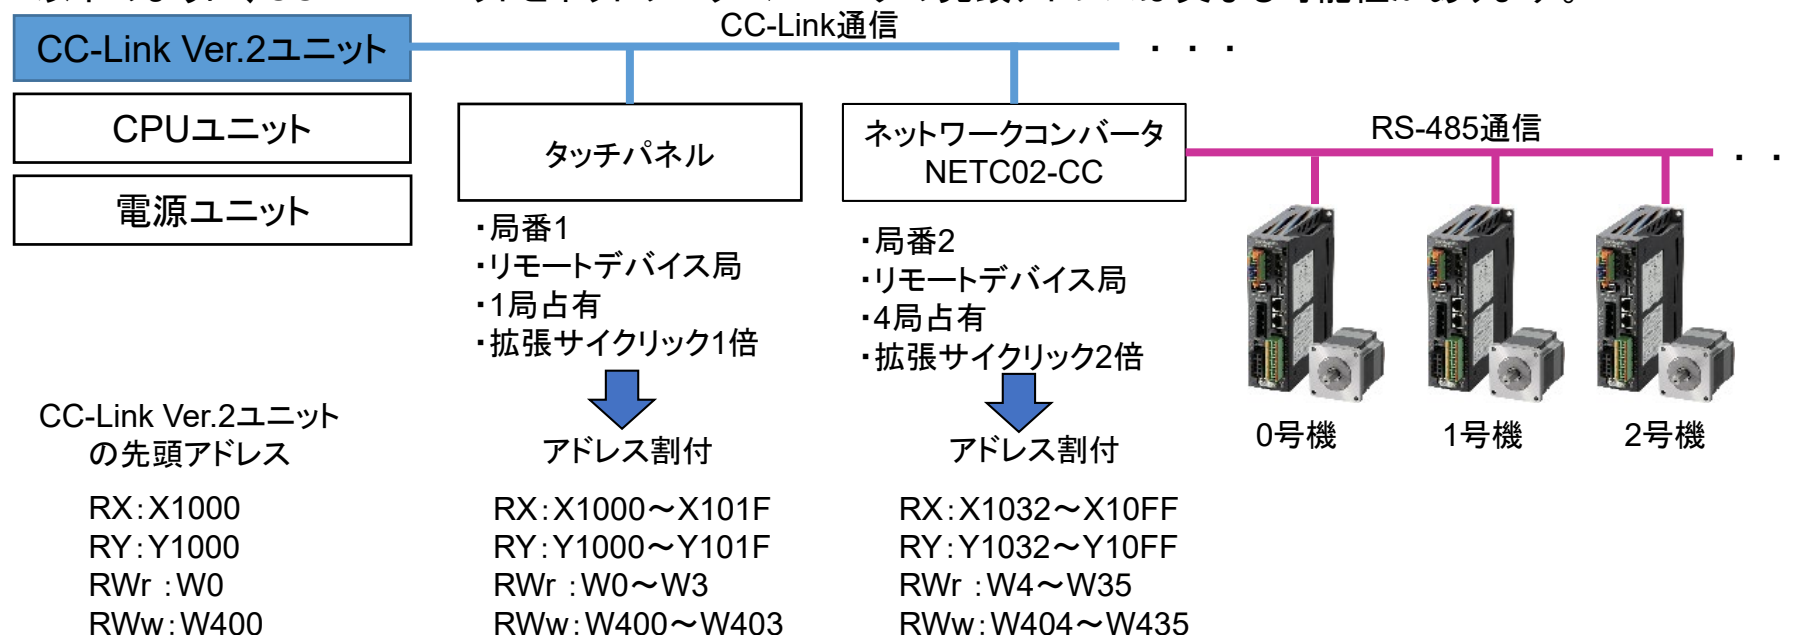 CC-Link通信
CC-Link Ver.2ユニット
・・・
CPUユニット
電源ユニット
タッチパネル
ネットワークコンバータ
NETC02-CC
RS-485通信
・・
・局番1
・リモートデバイス局
・1局占有
・拡張サイクリック1倍
・局番2
・リモートデバイス局
・4局占有
・拡張サイクリック2倍
0号機
1号機
2号機
CC-Link Ver.2ユニット
の先頭アドレス
RX:X1000
RY:Y1000
RWr :W0
RWw:W400
アドレス割付
RX:X1000～X101F
RY:Y1000～Y101F
RWr :W0～W3
RWw:W400～W403
アドレス割付
RX:X1032～X10FF
RY:Y1032～Y10FF
RWr :W4～W35
RWw:W404～W435